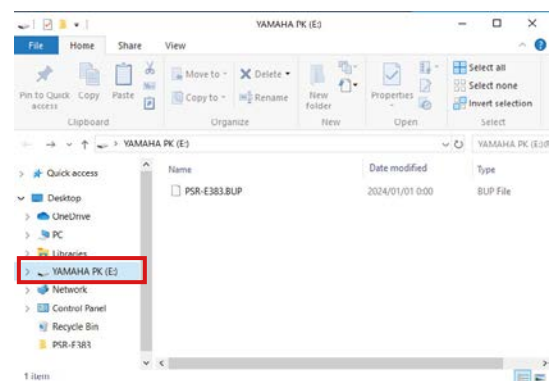 YAMAHA PK (E:)
File Home Share View
Pin to Quick access
Copy
Paste
Clipboard
Move to
Copy to
Delete
Rename
Organize
New folder
New
Properties
Open
Select all
Select none
Invert selection
Select
YAMAHA PK (E:)
YAMAHA PK (E:)
Quick access
Desktop
OneDrive
PC
Libraries
YAMAHA PK (E:)
Network
Control Panel
Recycle Bin
PSR-E383
Name Date modified Type
PSR-E383.BUP 2024/01/01 0:00 BUP File
1 item